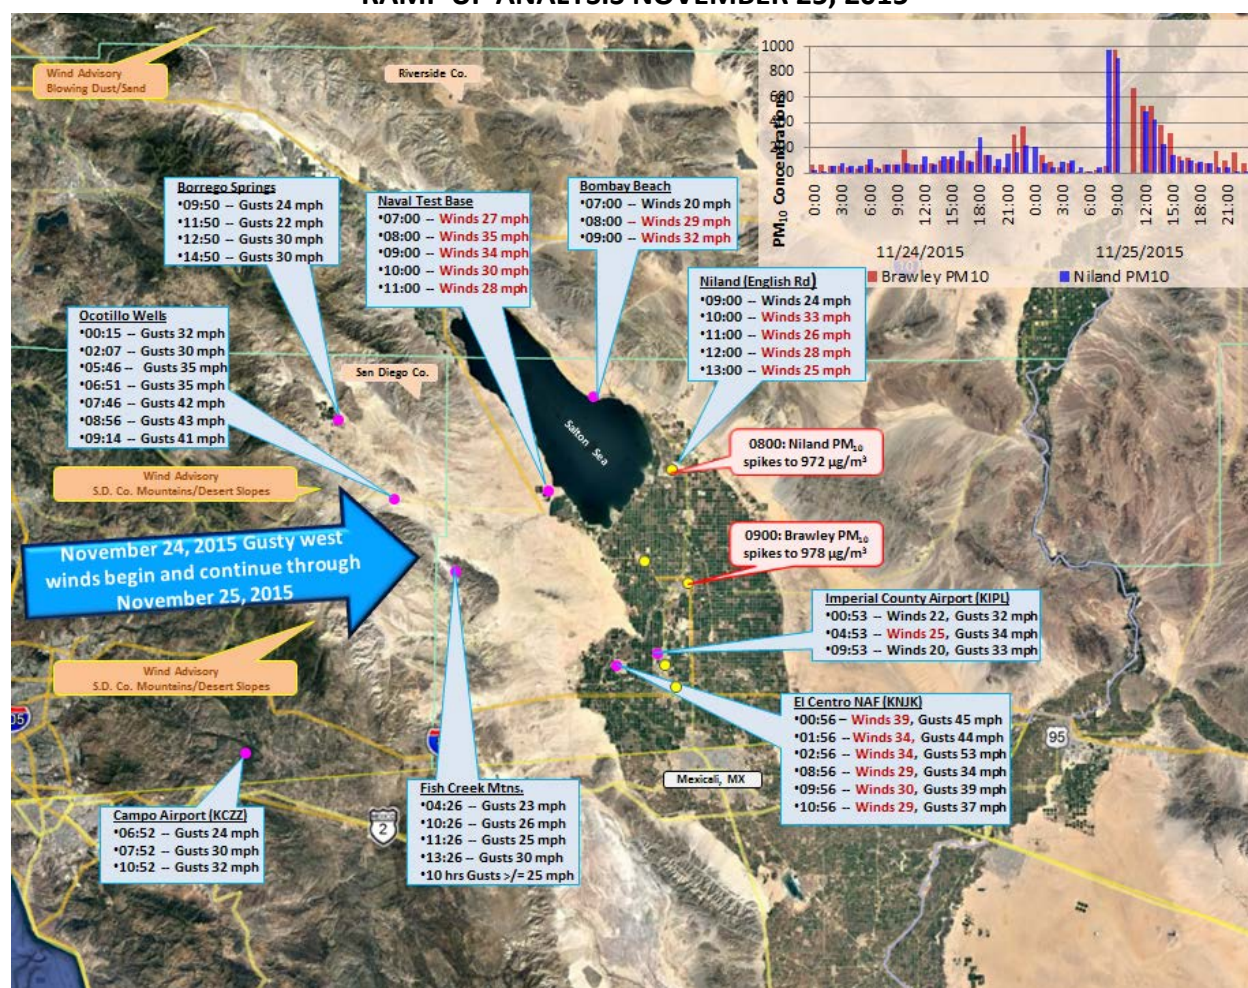 RAMP-UP ANALYSIS NOVEMBER 25, 2015
Wind Advisory
Blowing Dust/Sand
Riverside Co.
1000
800
600
400
200
0
PM10 Concentrations
0:00
3:00
6:00
9:00
12:00
15:00
18:00
21:00
0:00
3:00
6:00
9:00
12:00
15:00
18:00
21:00
11/24/2015
11/25/2015
Brawley PM10
Niland PM10
Borrego Springs
•09:50 -- Gusts 24 mph
•11:50 -- Gusts 22 mph
•12:50 -- Gusts 30 mph
•14:50 -- Gusts 30 mph
Naval Test Base
•07:00 -- Winds 27 mph
•08:00 -- Winds 35 mph
•09:00 -- Winds 34 mph
•10:00 -- Winds 30 mph
•11:00 -- Winds 28 mph
Bombay Beach
•07:00 -- Winds 20 mph
•08:00 -- Winds 29 mph
•09:00 -- Winds 32 mph
Niland (English Rd)
•09:00 -- Winds 24 mph
•10:00 -- Winds 33 mph
•11:00 -- Winds 26 mph
•12:00 -- Winds 28 mph
•13:00 -- Winds 25 mph
Ocotillo Wells
•00:15 -- Gusts 32 mph
•02:07 -- Gusts 30 mph
•05:46 -- Gusts 35 mph
•06:51 -- Gusts 35 mph
•07:46 -- Gusts 42 mph
•08:56 -- Gusts 43 mph
•09:14 -- Gusts 41 mph
San Diego Co.
Salton Sea
0800: Niland PM10
spikes to 972 µg/m³
Wind Advisory
S.D. Co. Mountains/Desert Slopes
November 24, 2015 Gusty west
winds begin and continue through
November 25, 2015
0900: Brawley PM10
spikes to 978 µg/m³
Imperial County Airport (KIPL)
•00:53 -- Winds 22, Gusts 32 mph
•04:53 -- Winds 25, Gusts 34 mph
•09:53 -- Winds 20, Gusts 33 mph
Wind Advisory
S.D. Co. Mountains/Desert Slopes
El Centro NAF (KNJK)
•00:56 -- Winds 39, Gusts 45 mph
•01:56 -- Winds 34, Gusts 44 mph
•02:56 -- Winds 34, Gusts 53 mph
•08:56 -- Winds 29, Gusts 34 mph
•09:56 -- Winds 30, Gusts 39 mph
•10:56 -- Winds 29, Gusts 37 mph
95
Mexicali, MX
Fish Creek Mtns.
•04:26 -- Gusts 23 mph
•10:26 -- Gusts 26 mph
•11:26 -- Gusts 25 mph
•13:26 -- Gusts 30 mph
•10 hrs Gusts >/= 25 mph
2
Campo Airport (KCZZ)
•06:52 -- Gusts 24 mph
•07:52 -- Gusts 30 mph
•10:52 -- Gusts 32 mph